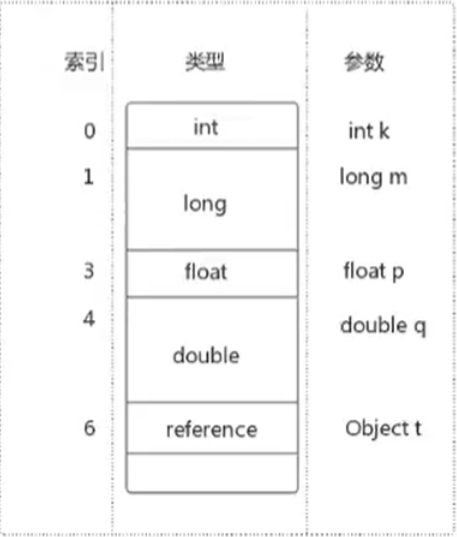 索引 类型 参数
0 int int k
1 long long m
3 float float p
4 double double q
6 reference Object t